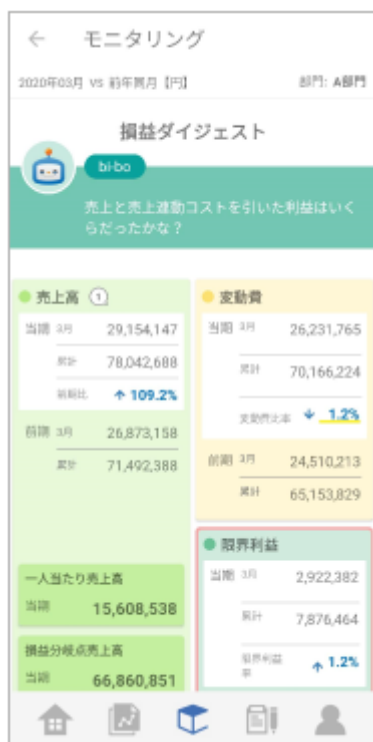 ← モニタリング
2020年03月 VS 前年同月【円】 部門: A部門
損益ダイジェスト
bi-bo
売上と売上連動コストを引いた利益はいく
らだったかな？
売上高 1
当期 3月 29,154,147
累計 78,042,688
前期比 ↑ 109.2%
前期 3月 26,873,158
累計 71,492,388
一人当たり売上高
当期 15,608,538
損益分岐点売上高
当期 66,860,851
変動費
当期 3月 26,231,765
累計 70,166,224
変動費比率 ↓ 1.2%
前期 3月 24,510,213
累計 65,153,829
限界利益
当期 3月 2,922,382
累計 7,876,464
限界利益
率 ↑ 1.2%